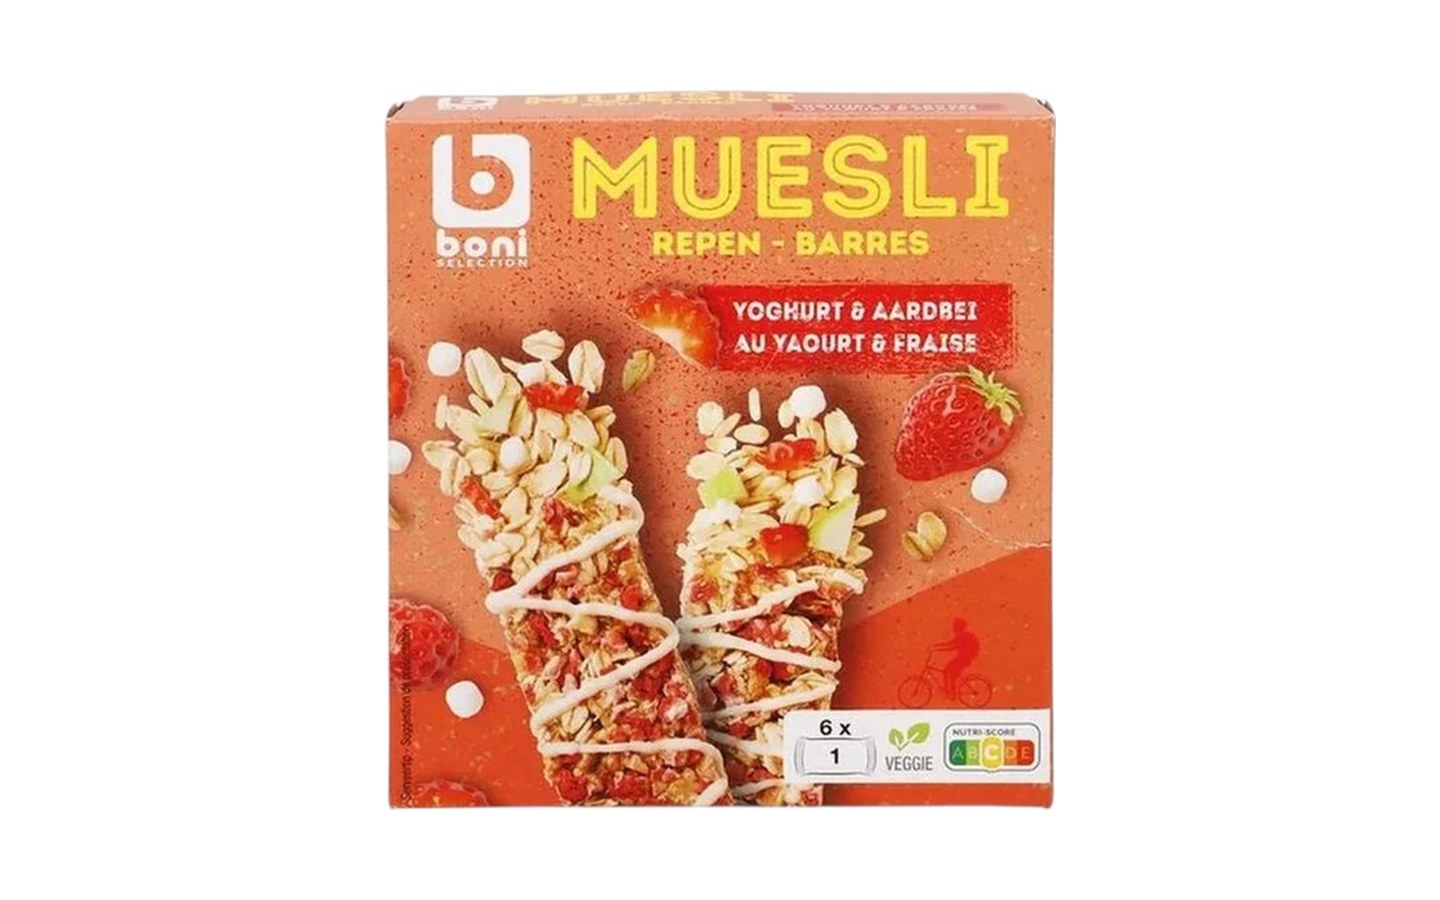 boni
SELECTION
MUESLI
REPEN - BARRES
YOGHURT & AARDBEI
AU YAOURT & FRAISE
6 x
1
VEGGIE
NUTRI-SCORE
A B C D E